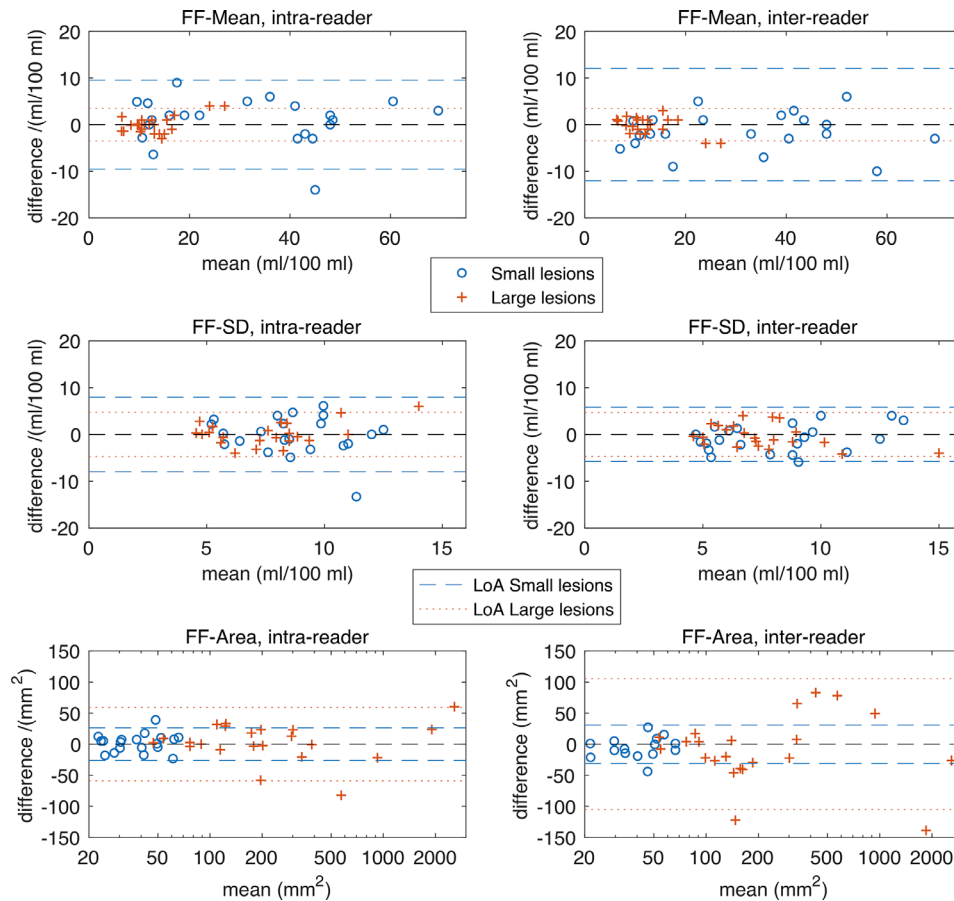 FF-Mean, intra-reader
20
10
0
-10
-20
difference /(ml/100 ml)
0 20 40 60
mean (ml/100 ml)
FF-Mean, inter-reader
20
10
0
-10
-20
difference /(ml/100 ml)
0 20 40 60
mean (ml/100 ml)
Small lesions
Large lesions
FF-SD, intra-reader
20
10
0
-10
-20
difference /(ml/100 ml)
0 5 10 15
mean (ml/100 ml)
FF-SD, inter-reader
20
10
0
-10
-20
difference /(ml/100 ml)
0 5 10 15
mean (ml/100 ml)
LoA Small lesions
LoA Large lesions
FF-Area, intra-reader
150
100
50
0
-50
-100
-150
difference /(mm²)
20 50 100 200 500 1000 2000
mean (mm²)
FF-Area, inter-reader
150
100
50
0
-50
-100
-150
difference /(mm²)
20 50 100 200 500 1000 2000
mean (mm²)